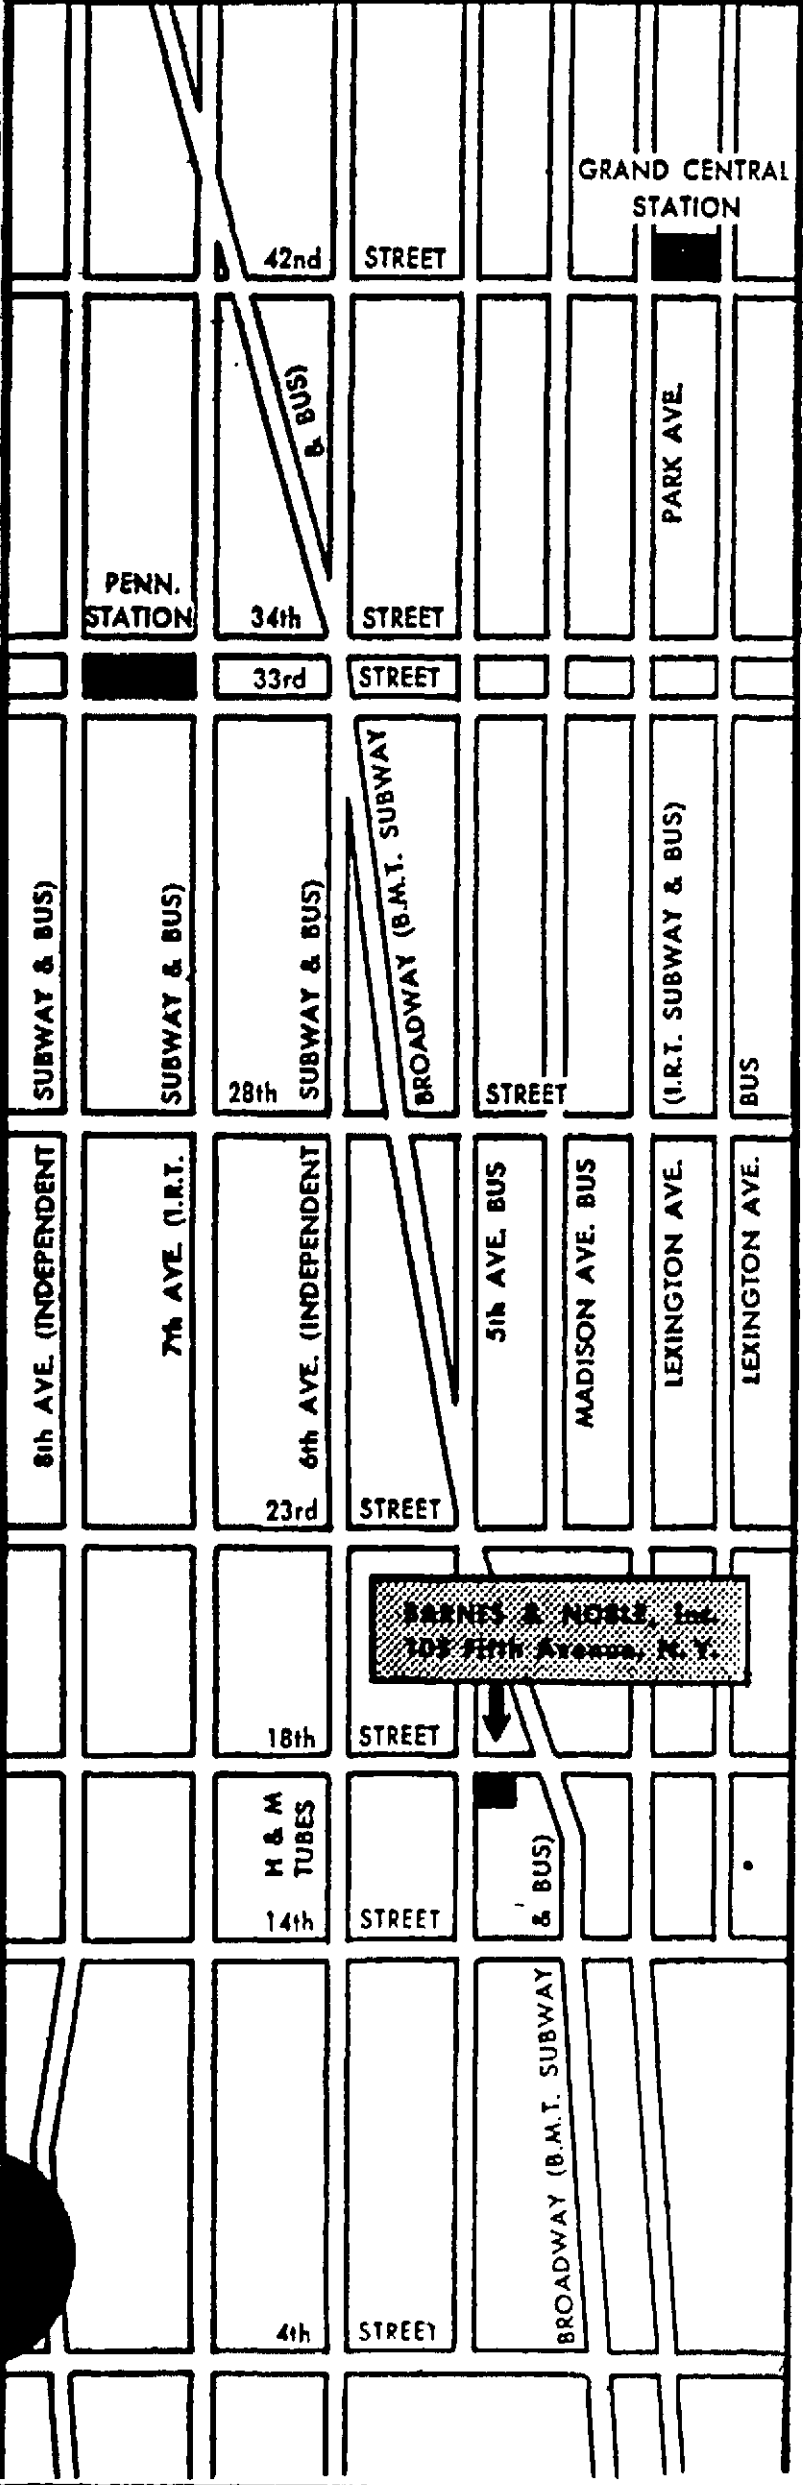 GRAND CENTRAL
STATION
42nd STREET
& BUS)
PARK AVE.
PENN.
STATION
34th STREET
33rd STREET
BROADWAY (B.M.T. SUBWAY
8th AVE. (INDEPENDENT SUBWAY & BUS)
7th AVE. (I.R.T. SUBWAY & BUS)
6th AVE. (INDEPENDENT SUBWAY & BUS)
28th STREET
5th AVE. BUS
MADISON AVE. BUS
LEXINGTON AVE. (I.R.T. SUBWAY & BUS)
LEXINGTON AVE. BUS
23rd STREET
BARNES & NOBLE, Inc.
105 Fifth Avenue, N.Y.
18th STREET
H & M
TUBES
14th STREET
BROADWAY (B.M.T. SUBWAY & BUS)
4th STREET